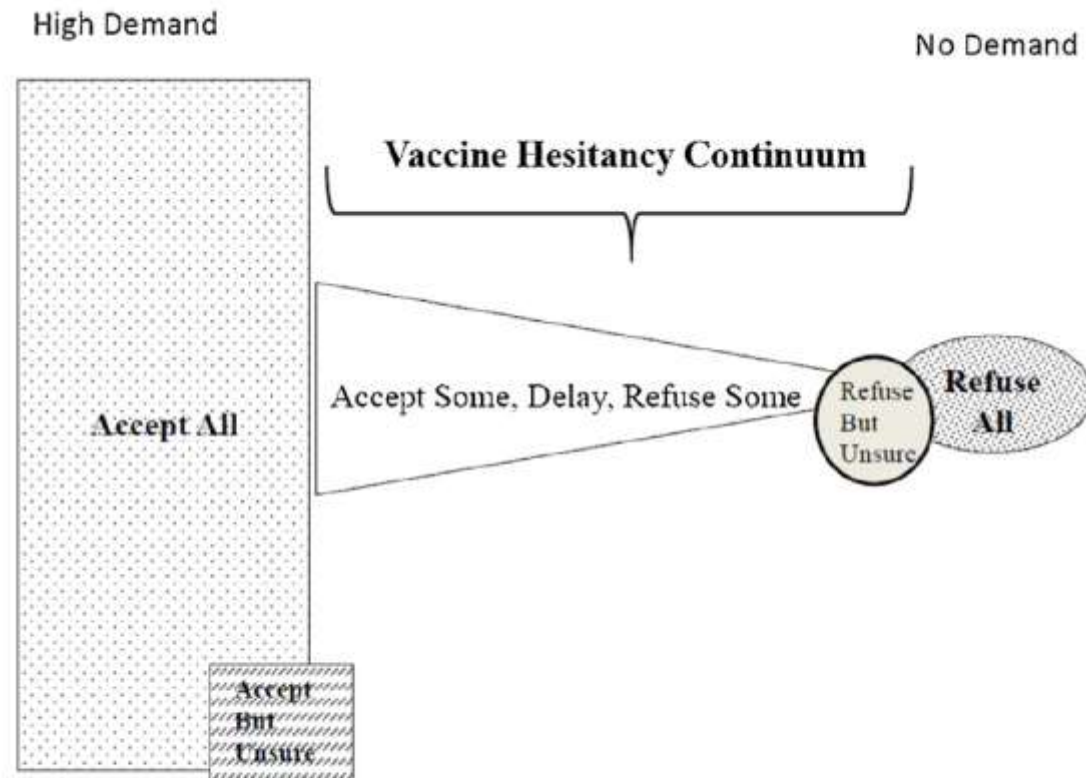 High Demand
No Demand
Vaccine Hesitancy Continuum
Accept All
Accept Some, Delay, Refuse Some
Refuse
But
Unsure
Refuse
All
Accept
But
Unsure